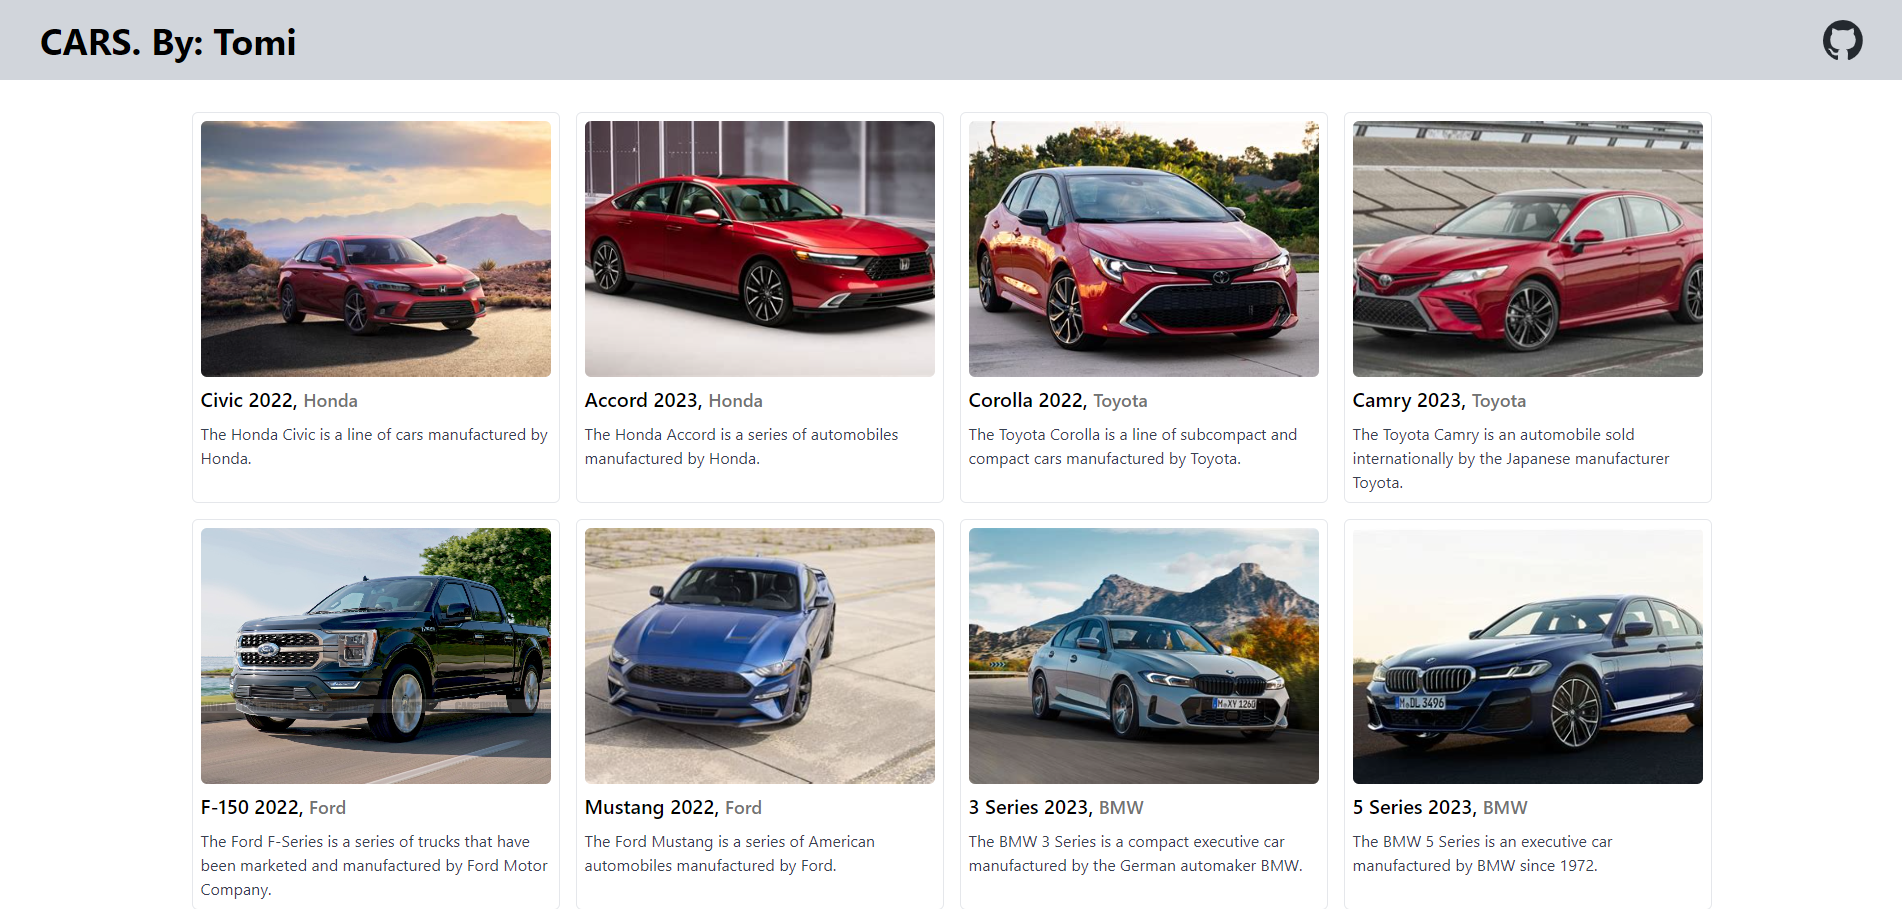 CARS. By: Tomi
Civic 2022, Honda
The Honda Civic is a line of cars manufactured by
Honda.
Accord 2023, Honda
The Honda Accord is a series of automobiles
manufactured by Honda.
Corolla 2022, Toyota
The Toyota Corolla is a line of subcompact and
compact cars manufactured by Toyota.
Camry 2023, Toyota
The Toyota Camry is an automobile sold
internationally by the Japanese manufacturer
Toyota.
Ford
F-150 2022, Ford
The Ford F-Series is a series of trucks that have
been marketed and manufactured by Ford Motor
Company.
Mustang 2022, Ford
The Ford Mustang is a series of American
automobiles manufactured by Ford.
M XY 1260
3 Series 2023, BMW
The BMW 3 Series is a compact executive car
manufactured by the German automaker BMW.
M DL 3496
5 Series 2023, BMW
The BMW 5 Series is an executive car
manufactured by BMW since 1972.